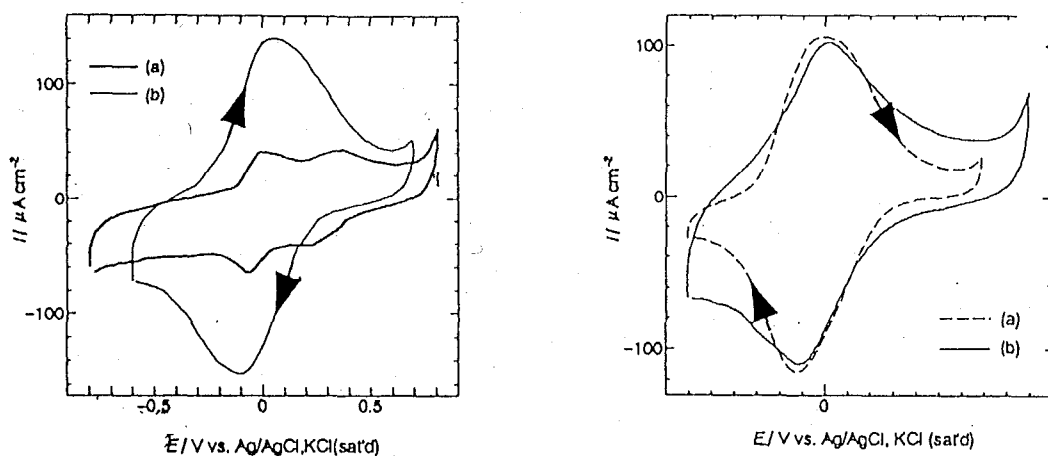 100
(a)
(b)
I / μA cm⁻²
0
−100
−0.5 0 0.5
E / V vs. Ag/AgCl,KCl(sat'd)
100
I / μA cm⁻²
0
(a)
(b)
-100
0
E / V vs. Ag/AgCl, KCl (sat'd)